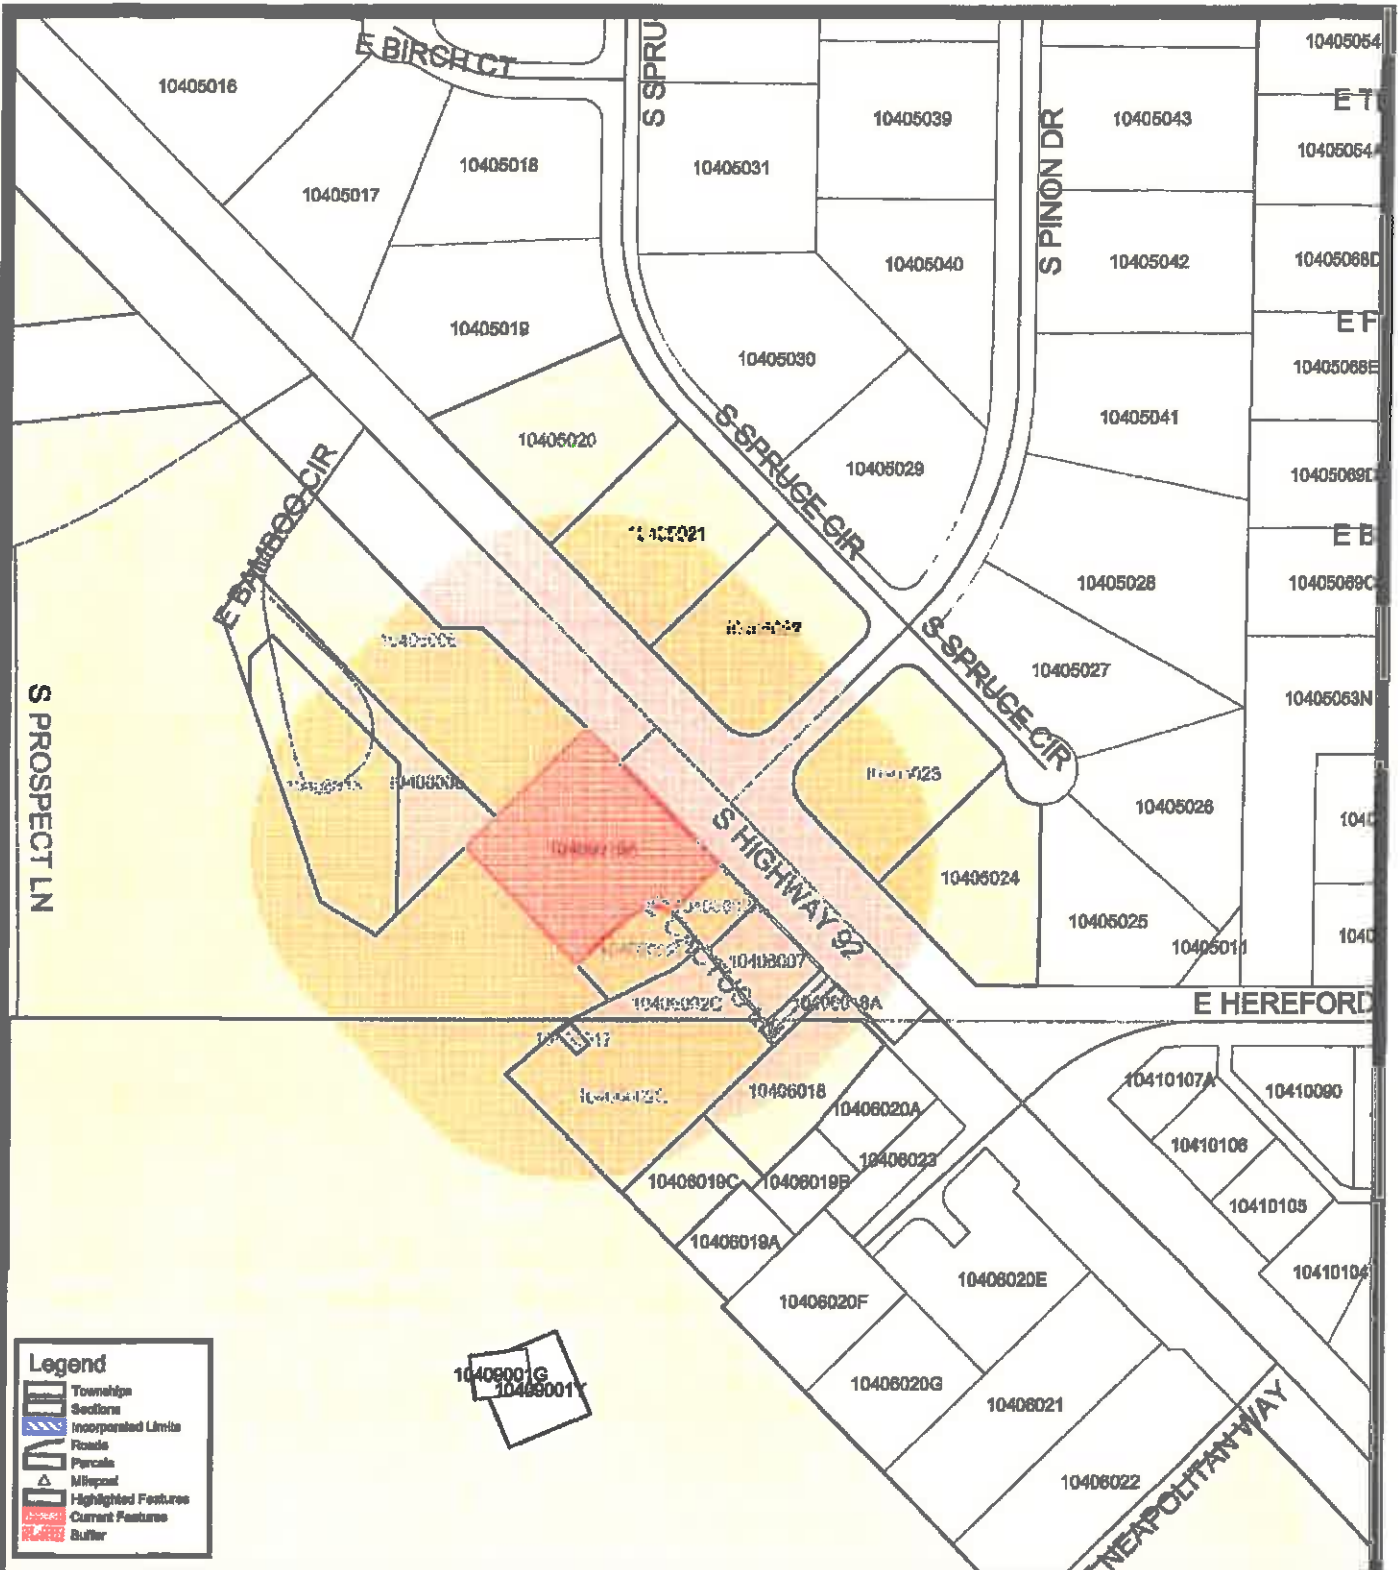 E BIRCH CT
S SPRU
10405016
10405017
10405018
10405019
10405031
10405039
10405040
S PINON DR
10405043
10405042
10405041
10405054
10405054A
10405068D
E F
10405068E
10405069D
E B
10405069C
10405053N
10405030
10405029
10405020
S SPRUCE CIR
E BAMBOO CIR
10405028
10405027
S SPRUCE CIR
10405026
10405024
10405025
10405011
S PROSPECT LN
S HIGHWAY 92
10406007
10406018A
E HEREFORD
10406018
10406020A
10406023
10406019C
10406019B
10406019A
10406020F
10406020E
10406020G
10406021
10406022
10410107A
10410090
10410106
10410105
10410104
10409001G
10409001Y
NEAPOLITAN WAY
Legend
Townships
Sections
Incorporated Limits
Roads
Parcels
Milepost
Highlighted Features
Current Features
Buffer